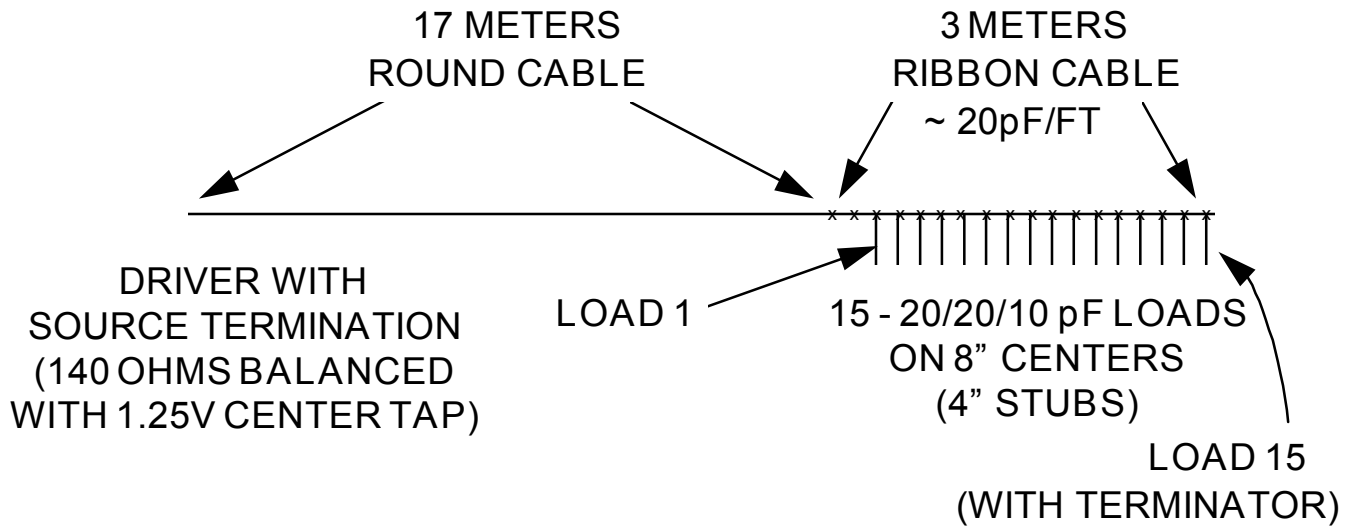 17 METERS
ROUND CABLE
3 METERS
RIBBON CABLE
~ 20pF/FT
x x x x x x x x x x x x x x x x x x
DRIVER WITH
SOURCE TERMINATION
(140 OHMS BALANCED
WITH 1.25V CENTER TAP)
LOAD 1
15 - 20/20/10 pF LOADS
ON 8” CENTERS
(4” STUBS)
LOAD 15
(WITH TERMINATOR)